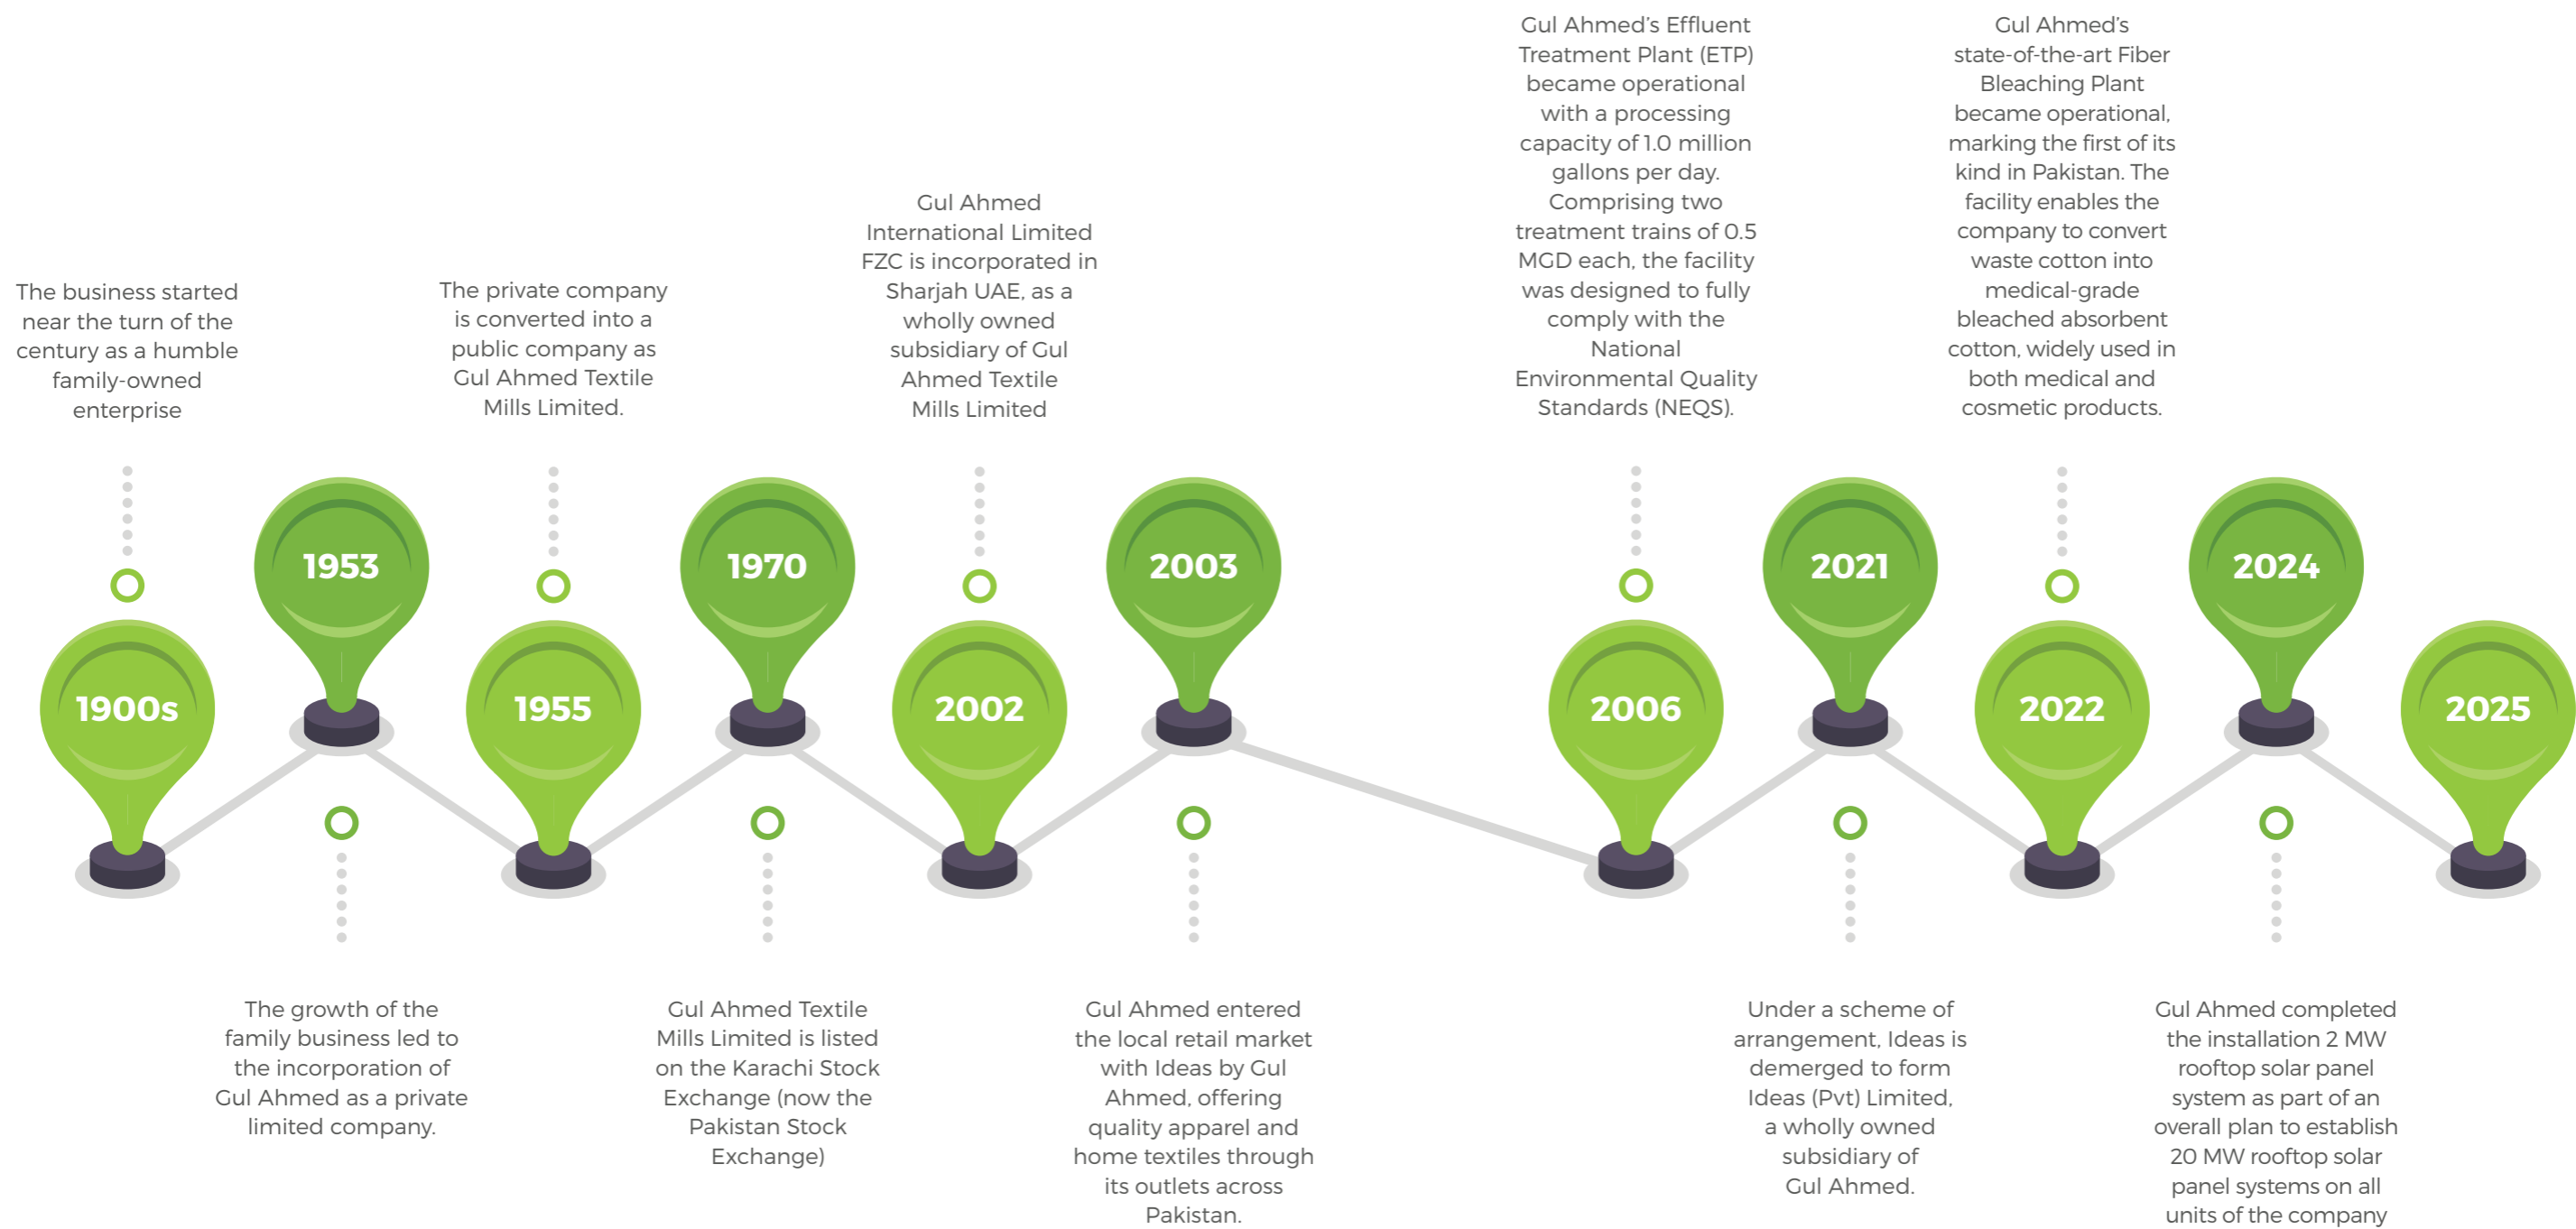 The business started
near the turn of the
century as a humble
family-owned
enterprise
1900s
1953
The growth of the
family business led to
the incorporation of
Gul Ahmed as a private
limited company.
The private company
is converted into a
public company as
Gul Ahmed Textile
Mills Limited.
1955
1970
Gul Ahmed Textile
Mills Limited is listed
on the Karachi Stock
Exchange (now the
Pakistan Stock
Exchange)
Gul Ahmed
International Limited
FZC is incorporated in
Sharjah UAE, as a
wholly owned
subsidiary of Gul
Ahmed Textile
Mills Limited
2002
2003
Gul Ahmed entered
the local retail market
with Ideas by Gul
Ahmed, offering
quality apparel and
home textiles through
its outlets across
Pakistan.
Gul Ahmed’s Effluent
Treatment Plant (ETP)
became operational
with a processing
capacity of 1.0 million
gallons per day.
Comprising two
treatment trains of 0.5
MGD each, the facility
was designed to fully
comply with the
National
Environmental Quality
Standards (NEQS).
2006
2021
Under a scheme of
arrangement, Ideas is
demerged to form
Ideas (Pvt) Limited,
a wholly owned
subsidiary of
Gul Ahmed.
Gul Ahmed’s
state-of-the-art Fiber
Bleaching Plant
became operational,
marking the first of its
kind in Pakistan. The
facility enables the
company to convert
waste cotton into
medical-grade
bleached absorbent
cotton, widely used in
both medical and
cosmetic products.
2022
2024
Gul Ahmed completed
the installation 2 MW
rooftop solar panel
system as part of an
overall plan to establish
20 MW rooftop solar
panel systems on all
units of the company
2025